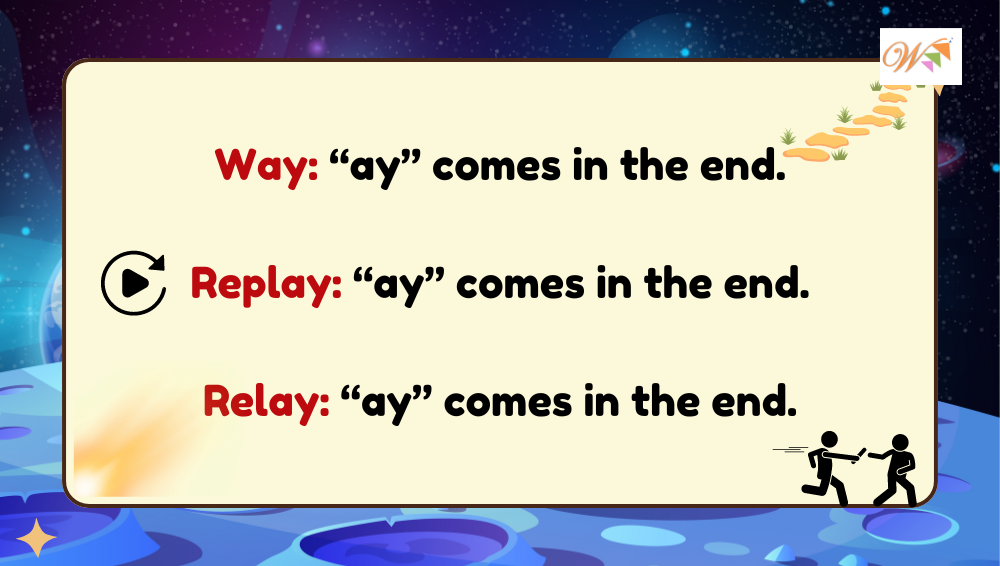 W
Way: “ay” comes in the end.
Replay: “ay” comes in the end.
Relay: “ay” comes in the end.